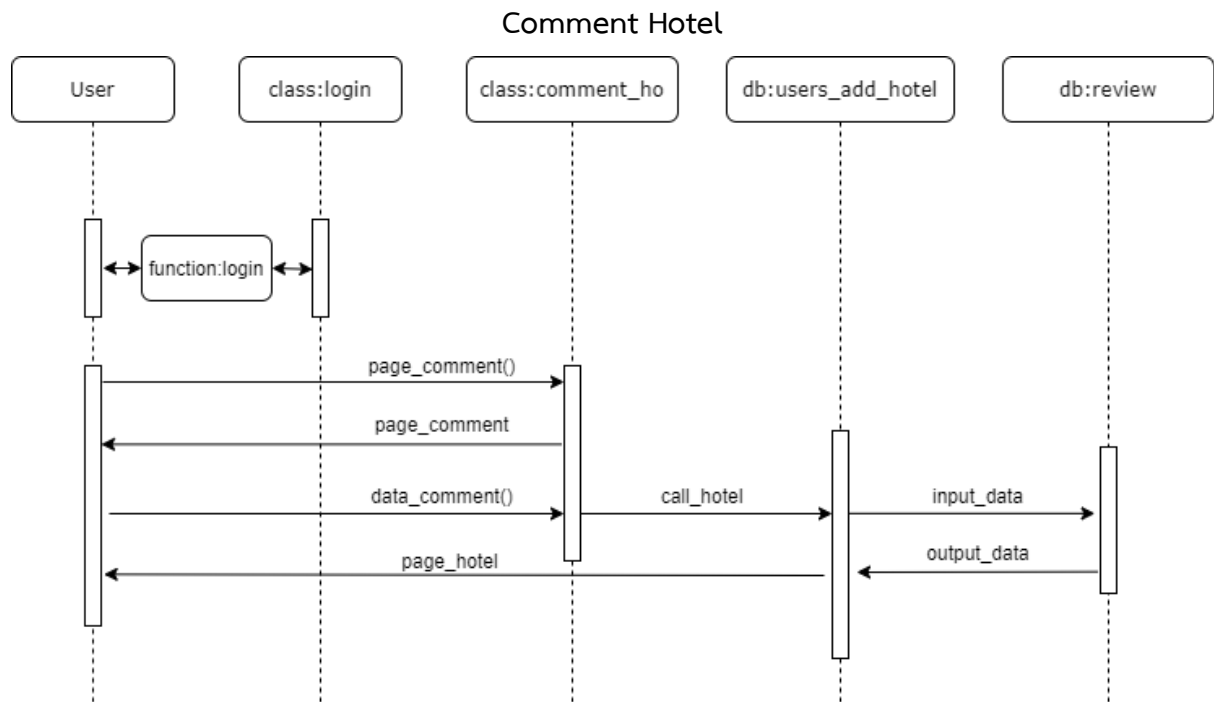 Comment Hotel
User
class:login
class:comment_ho
db:users_add_hotel
db:review
function:login
page_comment()
page_comment
data_comment()
call_hotel
input_data
page_hotel
output_data